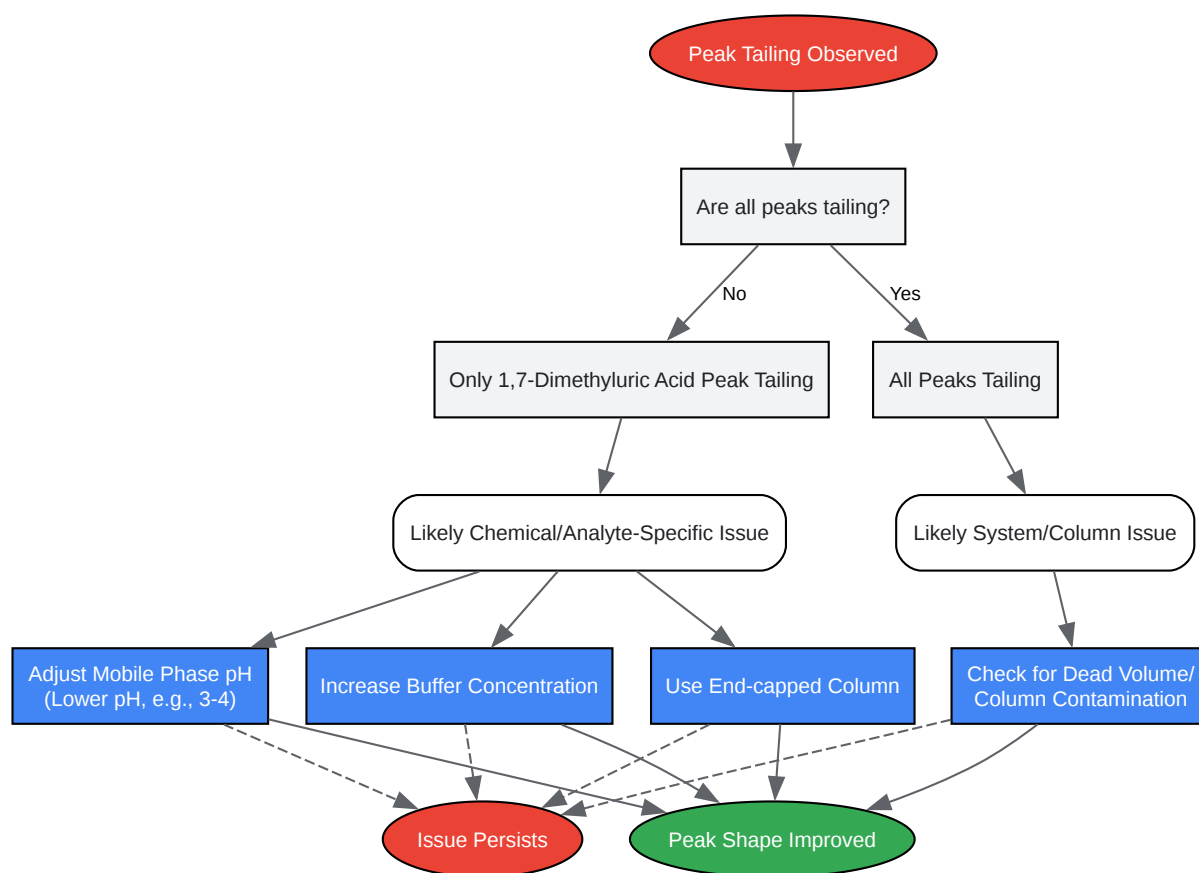 Peak Tailing Observed
Are all peaks tailing?
No
Yes
Only 1,7-Dimethyluric Acid Peak Tailing
All Peaks Tailing
Likely Chemical/Analyte-Specific Issue
Likely System/Column Issue
Adjust Mobile Phase pH
(Lower pH, e.g., 3-4)
Increase Buffer Concentration
Use End-capped Column
Check for Dead Volume/
Column Contamination
Issue Persists
Peak Shape Improved